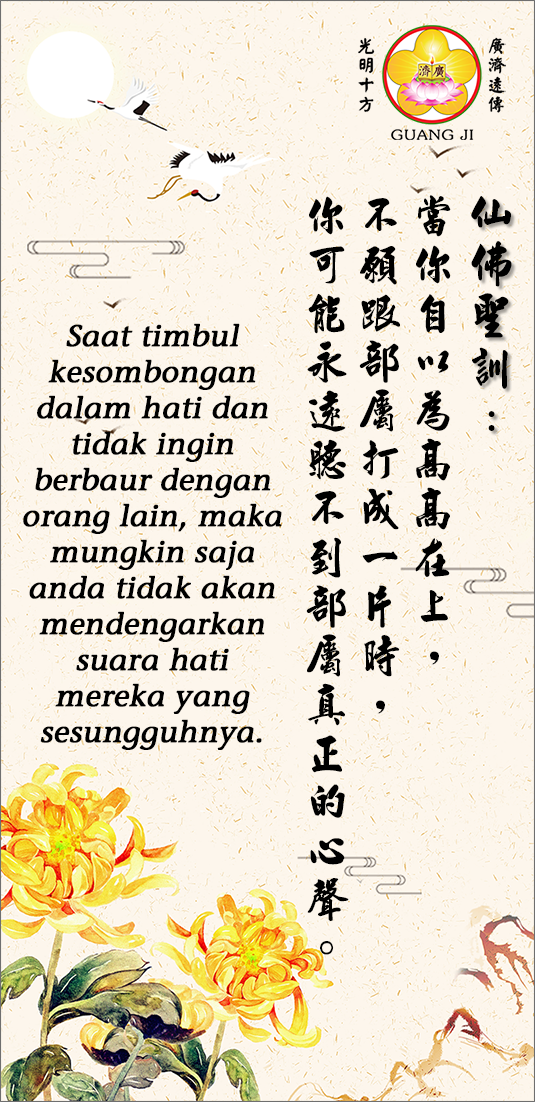 光明十方
廣濟遠傳
濟廣
GUANG JI
仙佛聖訓：
當你自以為高高在上，
不願跟部屬打成一片時，
你可能永遠聽不到部屬真正的心聲。
Saat timbul
kesombongan
dalam hati dan
tidak ingin
berbaur dengan
orang lain, maka
mungkin saja
anda tidak akan
mendengarkan
suara hati
mereka yang
sesungguhnya.